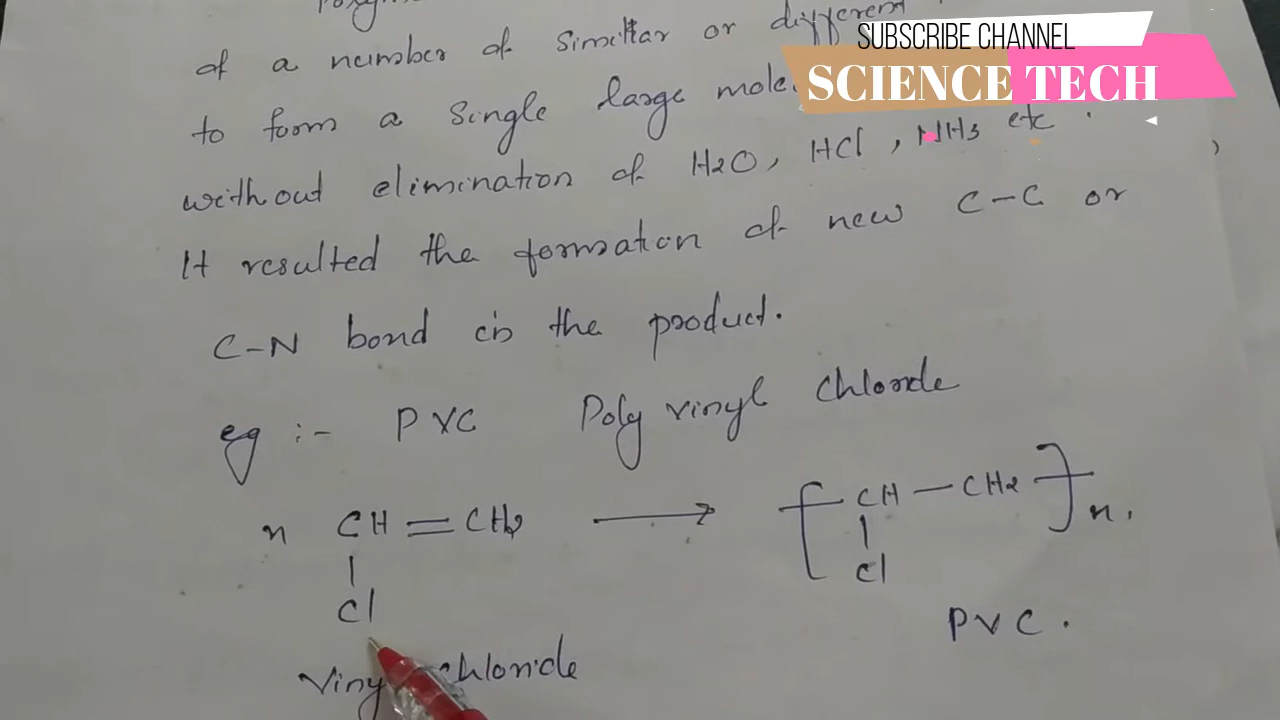 of a number of similar or different
to form a single large mole
without elimination of H2O, HCl, NH3 etc.
It resulted the formation of new C-C or
C-N bond in the product.
eg :- PVC Poly vinyl Chloride
n CH=CH2 → [CH-CH2]n.
Cl Cl
PVC.
Vinyl chloride
SUBSCRIBE CHANNEL
SCIENCE TECH